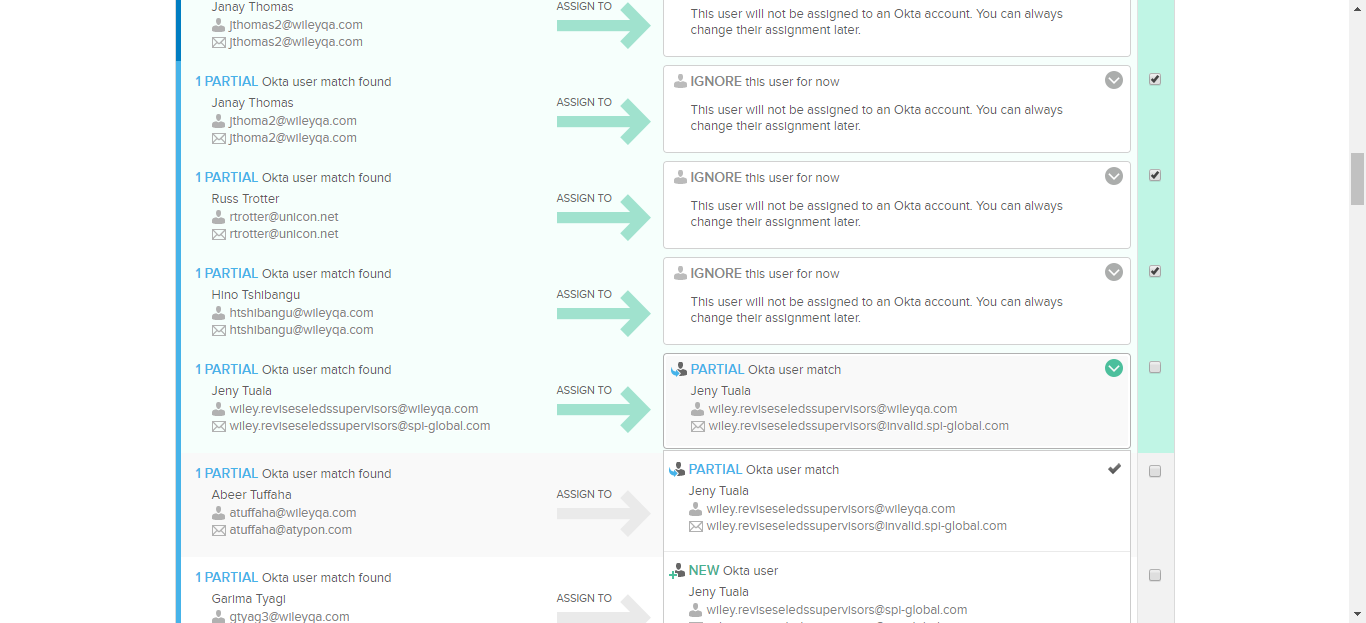 Janay Thomas
jthomas2@wileyqa.com
jthomas2@wileyqa.com
ASSIGN TO
This user will not be assigned to an Okta account. You can always
change their assignment later.
1 PARTIAL Okta user match found
Janay Thomas
jthoma2@wileyqa.com
jthoma2@wileyqa.com
ASSIGN TO
IGNORE this user for now
This user will not be assigned to an Okta account. You can always
change their assignment later.
1 PARTIAL Okta user match found
Russ Trotter
rtrotter@unicon.net
rtrotter@unicon.net
ASSIGN TO
IGNORE this user for now
This user will not be assigned to an Okta account. You can always
change their assignment later.
1 PARTIAL Okta user match found
Hino Tshibangu
htshibangu@wileyqa.com
htshibangu@wileyqa.com
ASSIGN TO
IGNORE this user for now
This user will not be assigned to an Okta account. You can always
change their assignment later.
1 PARTIAL Okta user match found
Jeny Tuala
wiley.reviseseledssupervisors@wileyqa.com
wiley.reviseseledssupervisors@spi-global.com
ASSIGN TO
PARTIAL Okta user match
Jeny Tuala
wiley.reviseseledssupervisors@wileyqa.com
wiley.reviseseledssupervisors@invalid.spi-global.com
1 PARTIAL Okta user match found
Abeer Tuffaha
atuffaha@wileyqa.com
atuffaha@atypon.com
ASSIGN TO
PARTIAL Okta user match
Jeny Tuala
wiley.reviseseledssupervisors@wileyqa.com
wiley.reviseseledssupervisors@invalid.spi-global.com
1 PARTIAL Okta user match found
Garima Tyagi
gtyag3@wileyqa.com
ASSIGN TO
NEW Okta user
Jeny Tuala
wiley.reviseseledssupervisors@spi-global.com